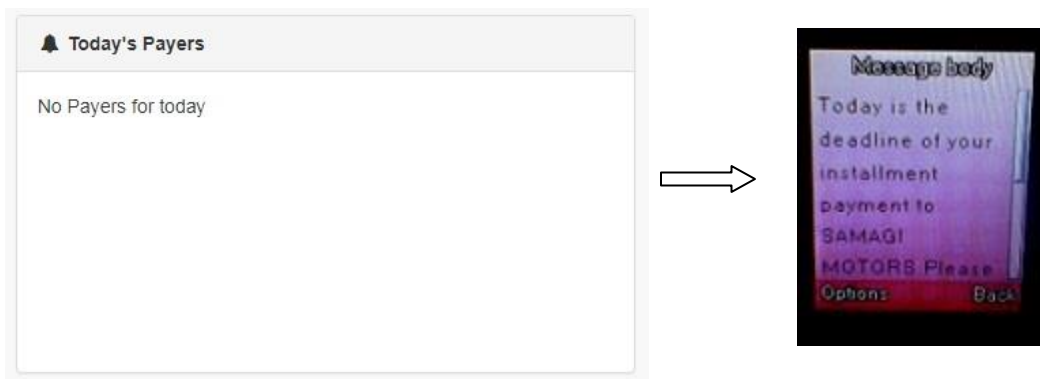 Today's Payers
No Payers for today
Message body
Today is the
deadline of your
installment
payment to
SAMAGI
MOTORS Please
Options Back